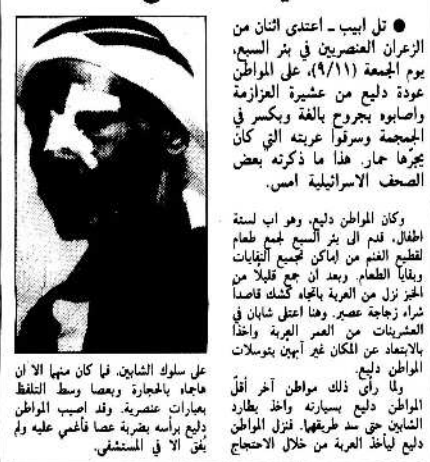 ● تل ابيب ــ اعتدى اثنان من
الزعران العنصريين في بئر السبع،
يوم الجمعة (٩/١١)، على المواطن
عودة دليع من عشيرة العزازمة
واصابوه بجروح بالغة وبكسر في
الجمجمة وسرقوا عربته التي كان
يجرّها حمار. هذا ما ذكرته بعض
الصحف الاسرائيلية امس.
وكان المواطن دليع، وهو اب لستة
اطفال، قدم الى بئر السبع لجمع طعام
لقطيع الغنم من اماكن تجميع النفايات
وبقايا الطعام. وبعد ان جمع قليلًا من
الخبز نزل من العربة باتجاه كشك قاصداً
شراء زجاجة عصير. وهنا اعتلى شابان في
العشرينات من العمر العربة واخذا
بالابتعاد عن المكان غير آبهين بتوسلات
المواطن دليع.
ولما رأى ذلك مواطن آخر أقلّ
المواطن دليع بسيارته واخذ يطارد
الشابين حتى سد طريقهما. فنزل المواطن
دليع ليأخذ العربة من خلال الاحتجاج
على سلوك الشابين. فما كان منهما الا ان
هاجماه بالحجارة وبعصا وسط التلفظ
بعبارات عنصرية. وقد اصيب المواطن
دليع برأسه بضربة عصا فأغمي عليه ولم
يُفق الا في المستشفى.